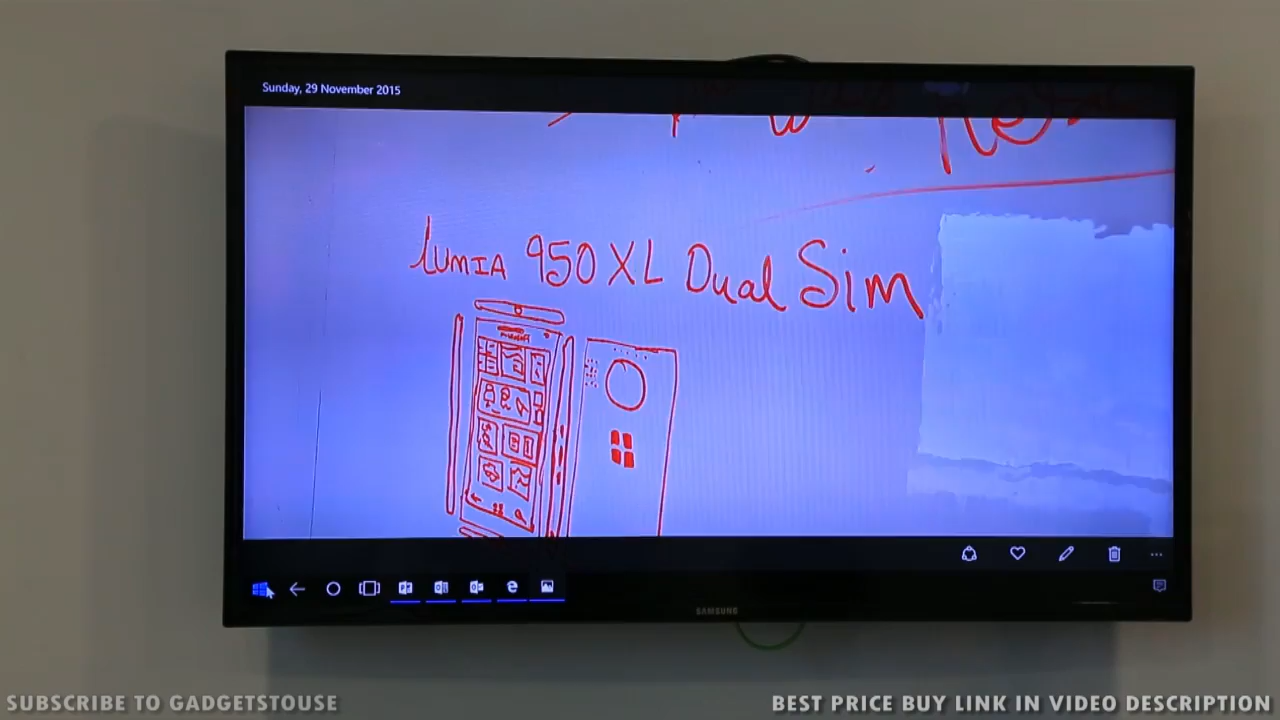 Sunday, 29 November 2015
LUMIA 950 XL Dual Sim
SAMSUNG
SUBSCRIBE TO GADGETSTOUSE
BEST PRICE BUY LINK IN VIDEO DESCRIPTION